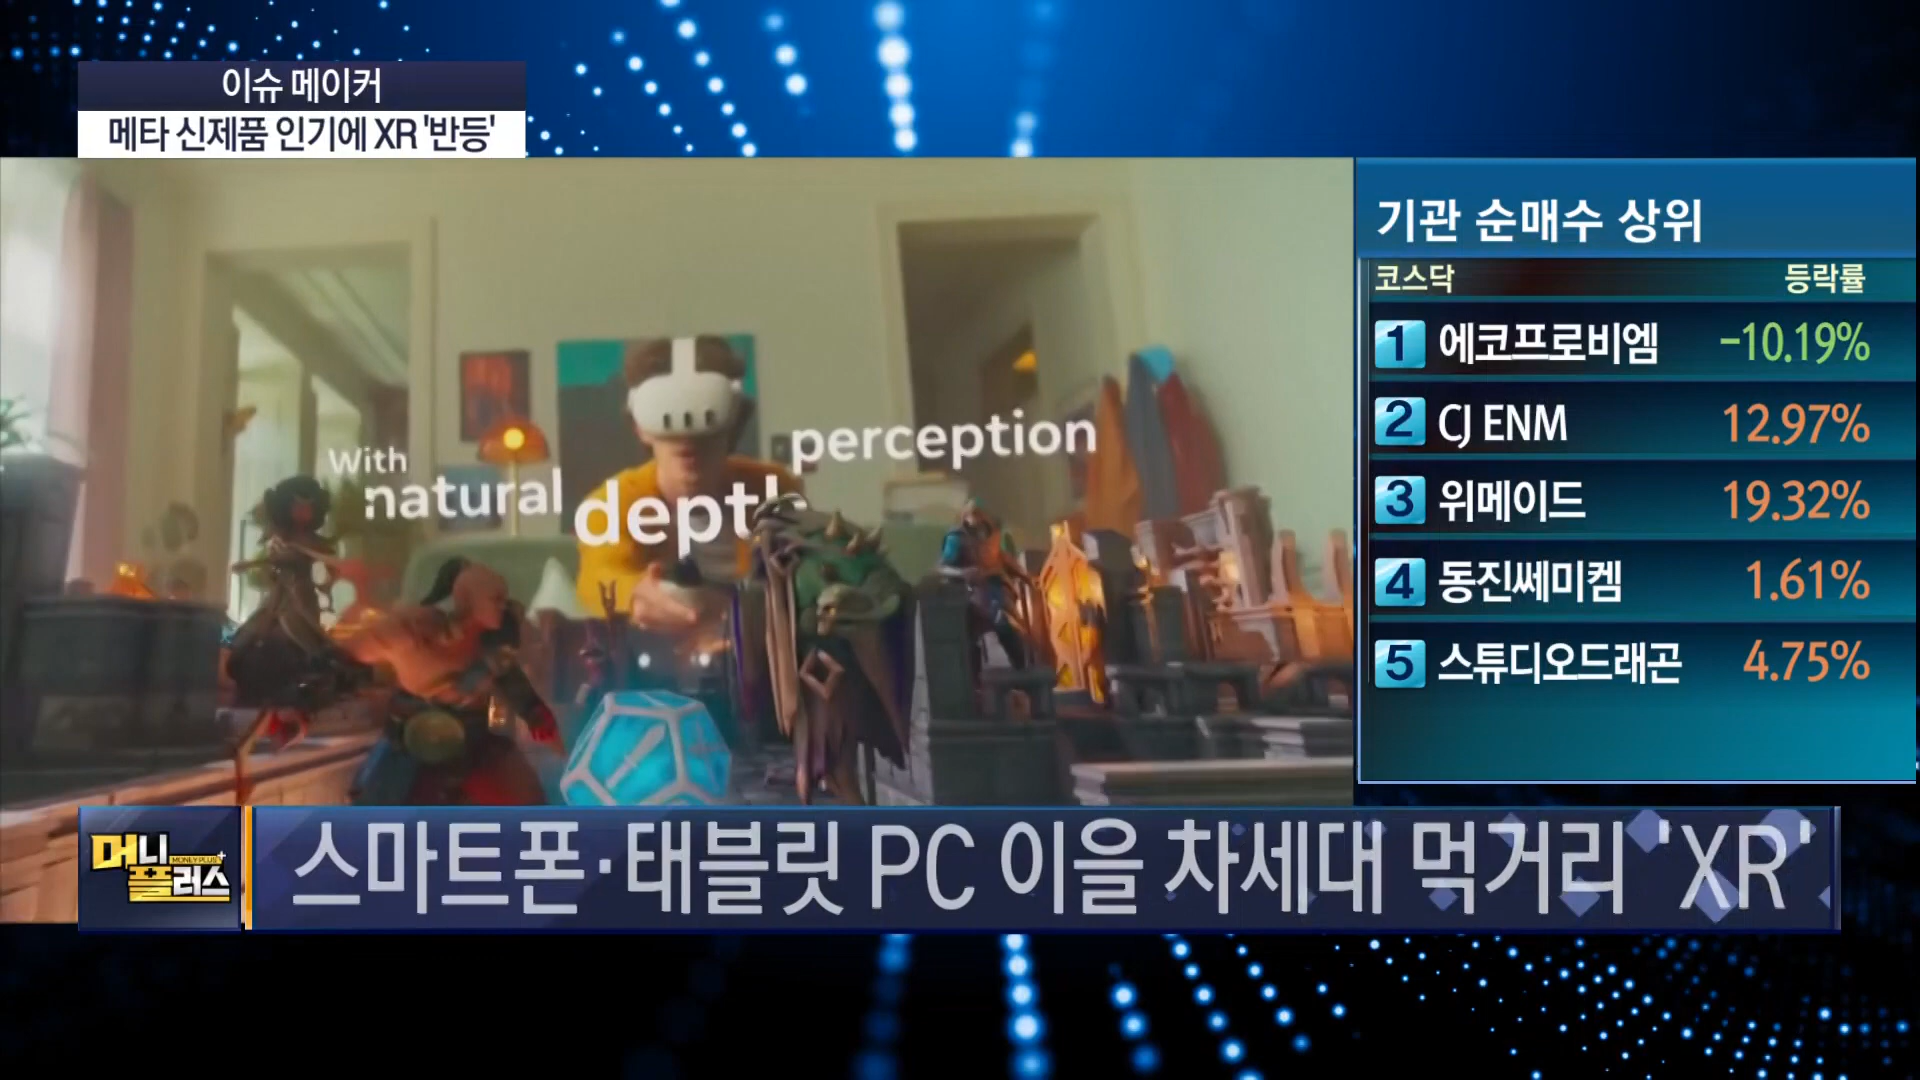 이슈 메이커
메타 신제품 인기에 XR '반등'
With
natural depth perception
기관 순매수 상위
코스닥 등락률
1 에코프로비엠 -10.19%
2 CJ ENM 12.97%
3 위메이드 19.32%
4 동진쎄미켐 1.61%
5 스튜디오드래곤 4.75%
머니
MONEY PLUS+
플러스
스마트폰·태블릿 PC 이을 차세대 먹거리 'XR'